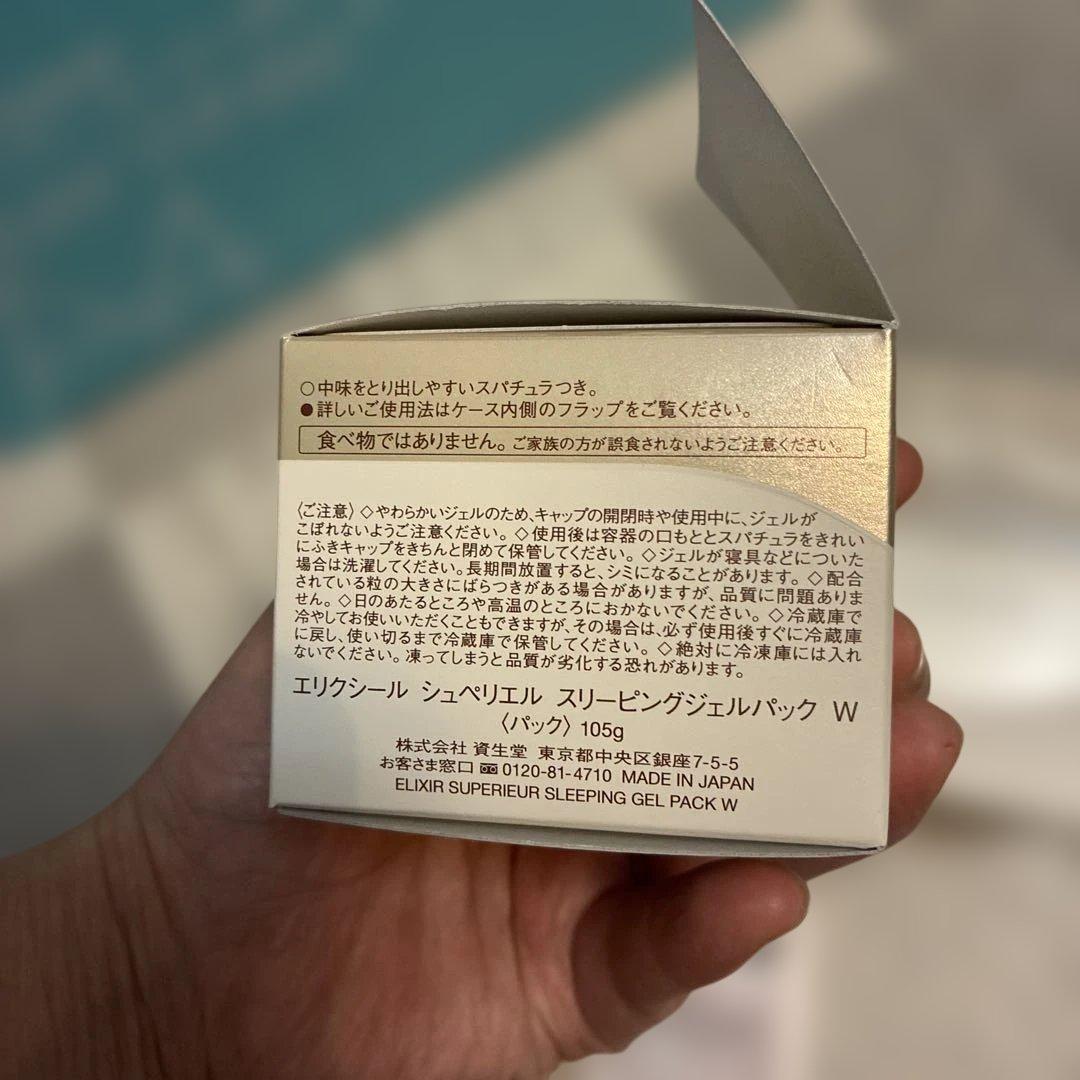 ○中味をとり出しやすいスパチュラつき。
●詳しいご使用法はケース内側のフラップをご覧ください。
食べ物ではありません。ご家族の方が誤食されないようご注意ください。
〈ご注意〉◇やわらかいジェルのため、キャップの開閉時や使用中に、ジェルが
こぼれないようご注意ください。◇使用後は容器の口もととスパチュラをきれい
にふきキャップをきちんと閉めて保管してください。◇ジェルが寝具などについた
場合は洗濯してください。長期間放置すると、シミになることがあります。◇配合
されている粒の大きさにばらつきがある場合がありますが、品質に問題ありま
せん。◇日のあたるところや高温のところにおかないでください。◇冷蔵庫で
冷やしてお使いいただくこともできますが、その場合は、必ず使用後すぐに冷蔵庫
に戻し、使い切るまで冷蔵庫で保管してください。◇絶対に冷凍庫には入れ
ないでください。凍ってしまうと品質が劣化する恐れがあります。
エリクシール シュペリエル スリーピングジェルパック W
〈パック〉105g
株式会社 資生堂 東京都中央区銀座7-5-5
お客さま窓口 0120-81-4710 MADE IN JAPAN
ELIXIR SUPERIEUR SLEEPING GEL PACK W